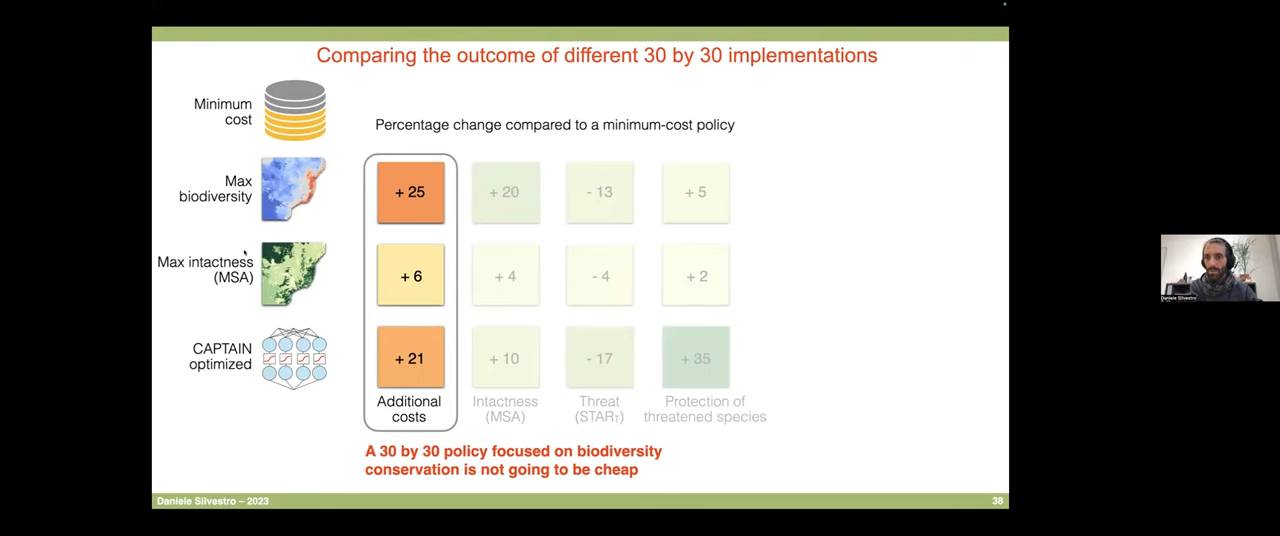 Comparing the outcome of different 30 by 30 implementations
Minimum
cost
Percentage change compared to a minimum-cost policy
Max
biodiversity
+ 25
+ 20
- 13
+ 5
Max intactness
(MSA)
+ 6
+ 4
- 4
+ 2
CAPTAIN
optimized
+ 21
+ 10
- 17
+ 35
Additional
costs
Intactness
(MSA)
Threat
(START)
Protection of
threatened species
A 30 by 30 policy focused on biodiversity
conservation is not going to be cheap
Daniele Silvestro – 2023
38
Daniele Silvestro